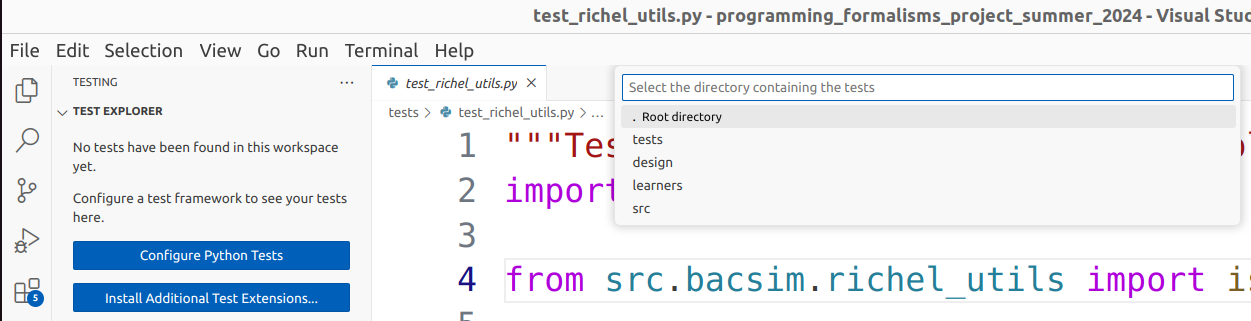 test_richel_utils.py - programming_formalisms_project_summer_2024 - Visual Stud
File Edit Selection View Go Run Terminal Help
TESTING ...
TEST EXPLORER
No tests have been found in this workspace
yet.
Configure a test framework to see your tests
here.
Configure Python Tests
Install Additional Test Extensions...
5
test_richel_utils.py
tests > test_richel_utils.py > ...
Select the directory containing the tests
. Root directory
tests
design
learners
src
1 """Tes
2 import
3
4 from src.bacsim.richel_utils import is
5